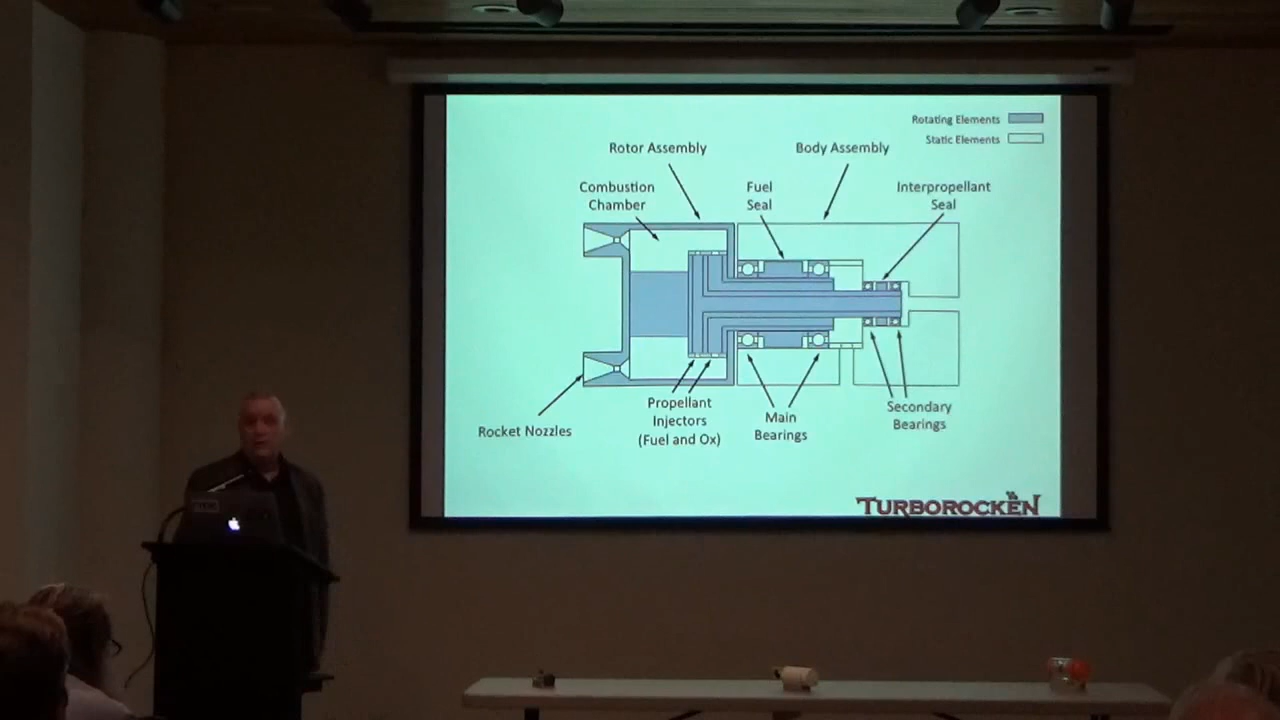 Rotating Elements
Static Elements
Rotor Assembly
Body Assembly
Combustion
Chamber
Fuel
Seal
Interpropellant
Seal
Rocket Nozzles
Propellant
Injectors
(Fuel and Ox)
Main
Bearings
Secondary
Bearings
TURBOROCKËN